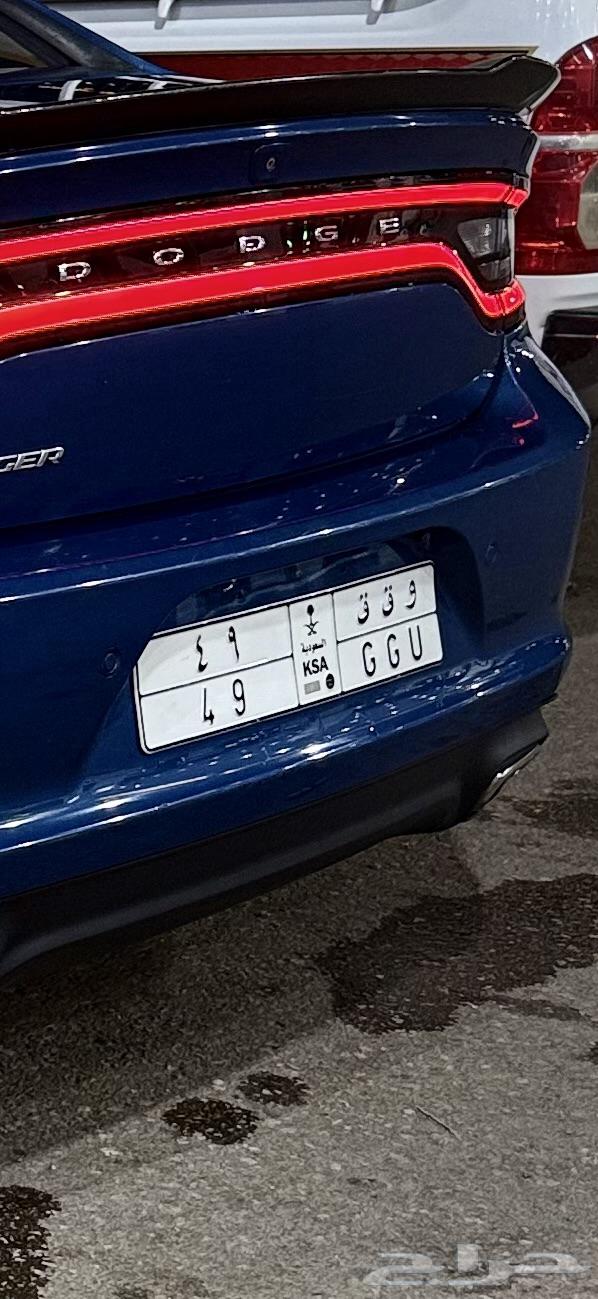 DODGE
GER
٤٩
السعودية
و ق ق
49
KSA
GGU
حراج